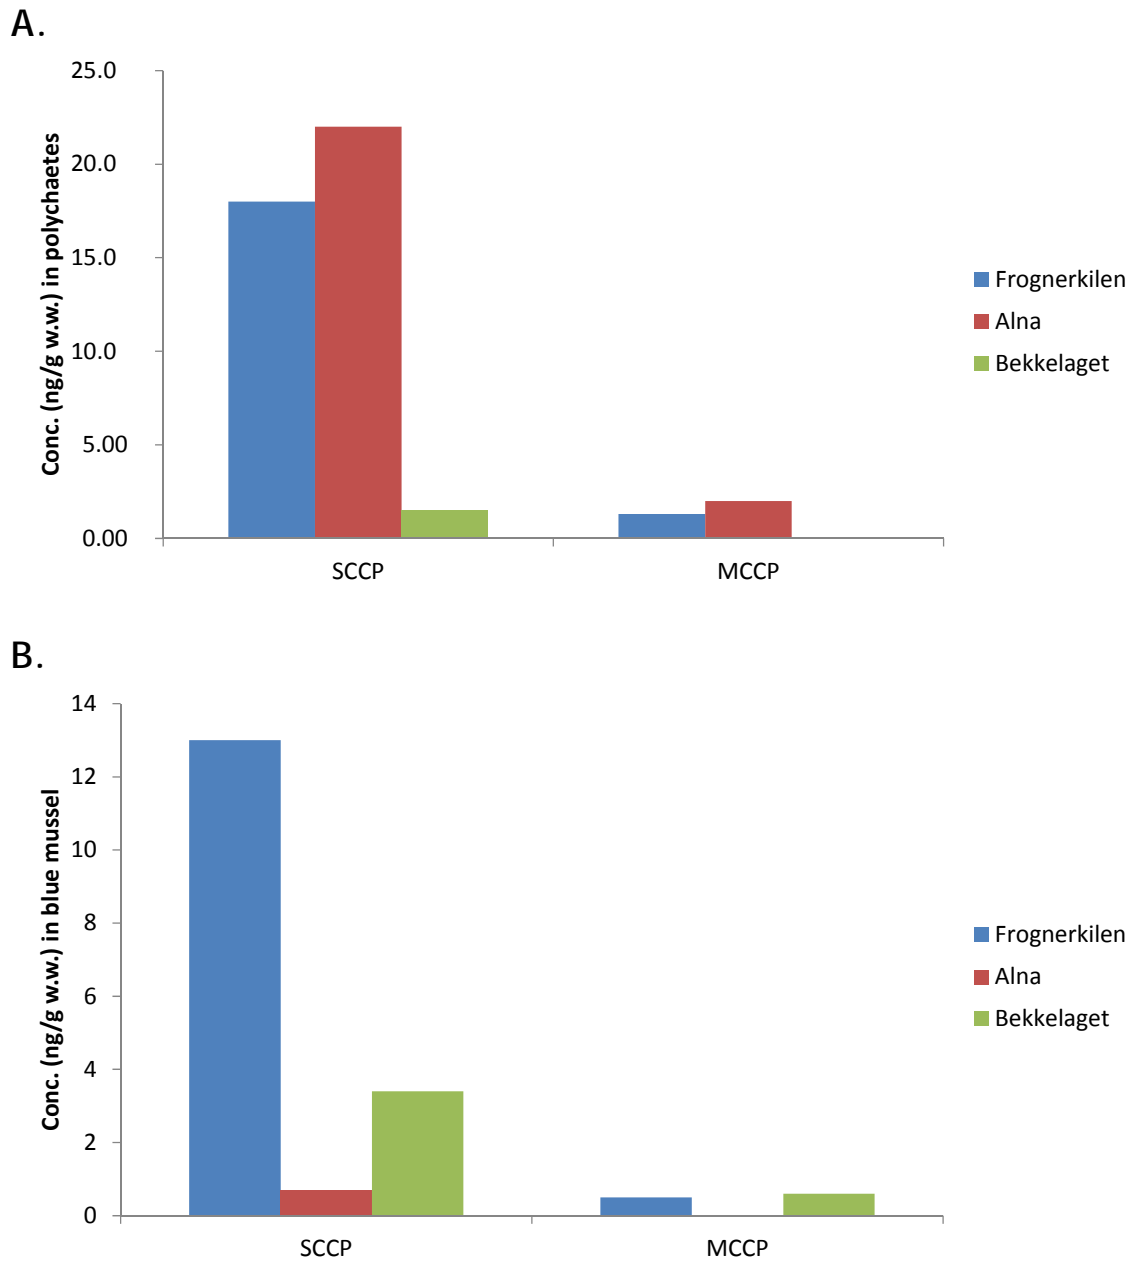 A.
25.0
20.0
15.0
10.0
5.00
0.00
Conc. (ng/g w.w.) in polychaetes
SCCP
MCCP
Frognerkilen
Alna
Bekkelaget
B.
14
12
10
8
6
4
2
0
Conc. (ng/g w.w.) in blue mussel
SCCP
MCCP
Frognerkilen
Alna
Bekkelaget